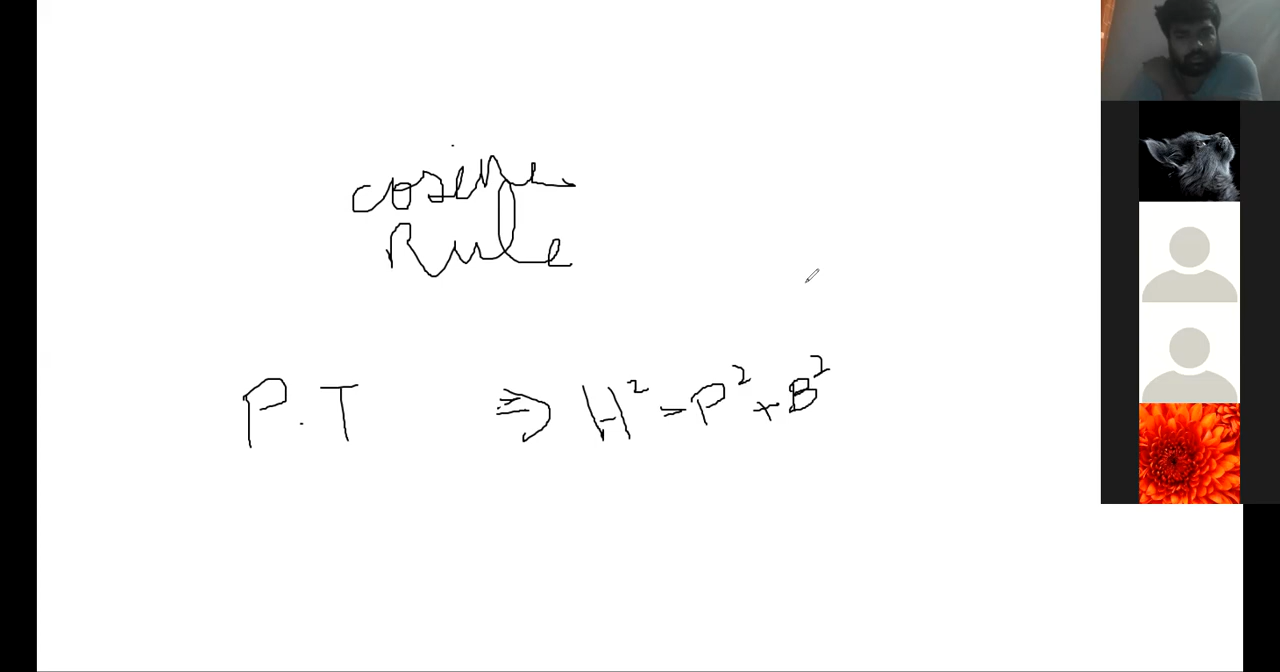 cosine
Rule
P.T ⇒ H² = P² + B²